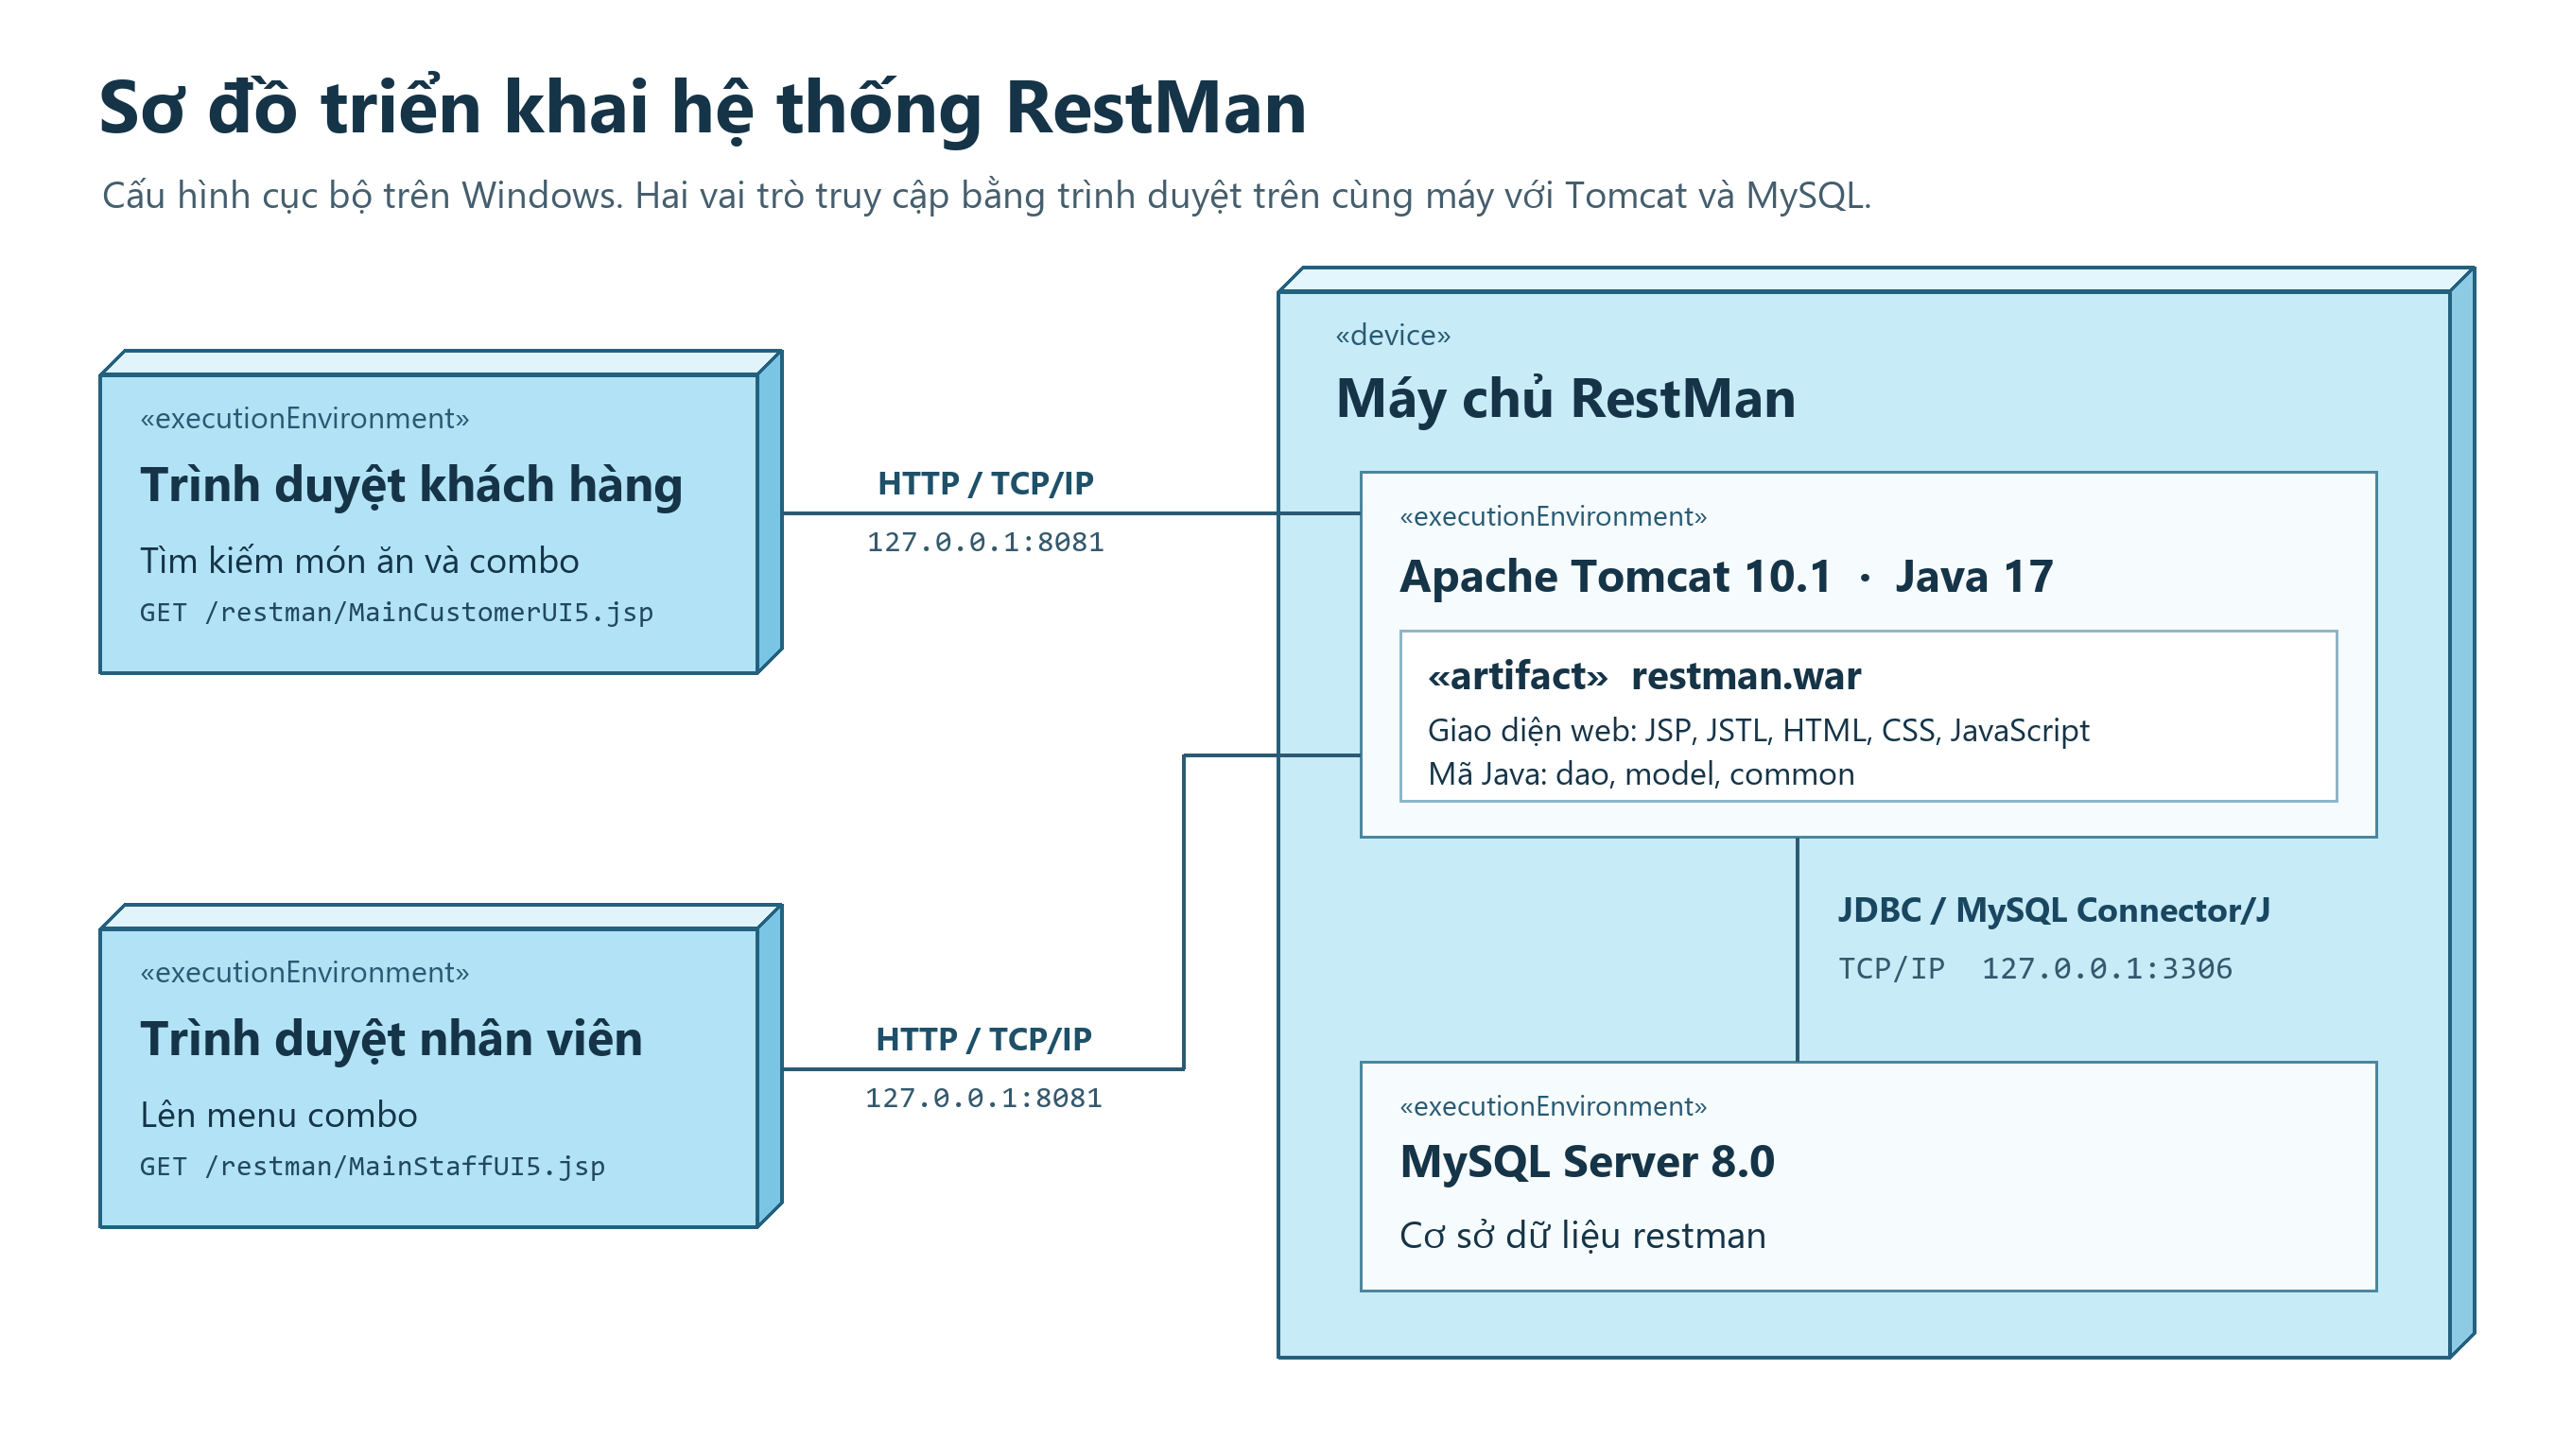 Sơ đồ triển khai hệ thống RestMan
Cấu hình cục bộ trên Windows. Hai vai trò truy cập bằng trình duyệt trên cùng máy với Tomcat và MySQL.
«executionEnvironment»
Trình duyệt khách hàng
Tìm kiếm món ăn và combo
GET /restman/MainCustomerUI5.jsp
HTTP / TCP/IP
127.0.0.1:8081
«executionEnvironment»
Trình duyệt nhân viên
Lên menu combo
GET /restman/MainStaffUI5.jsp
HTTP / TCP/IP
127.0.0.1:8081
«device»
Máy chủ RestMan
«executionEnvironment»
Apache Tomcat 10.1 · Java 17
«artifact» restman.war
Giao diện web: JSP, JSTL, HTML, CSS, JavaScript
Mã Java: dao, model, common
JDBC / MySQL Connector/J
TCP/IP 127.0.0.1:3306
«executionEnvironment»
MySQL Server 8.0
Cơ sở dữ liệu restman